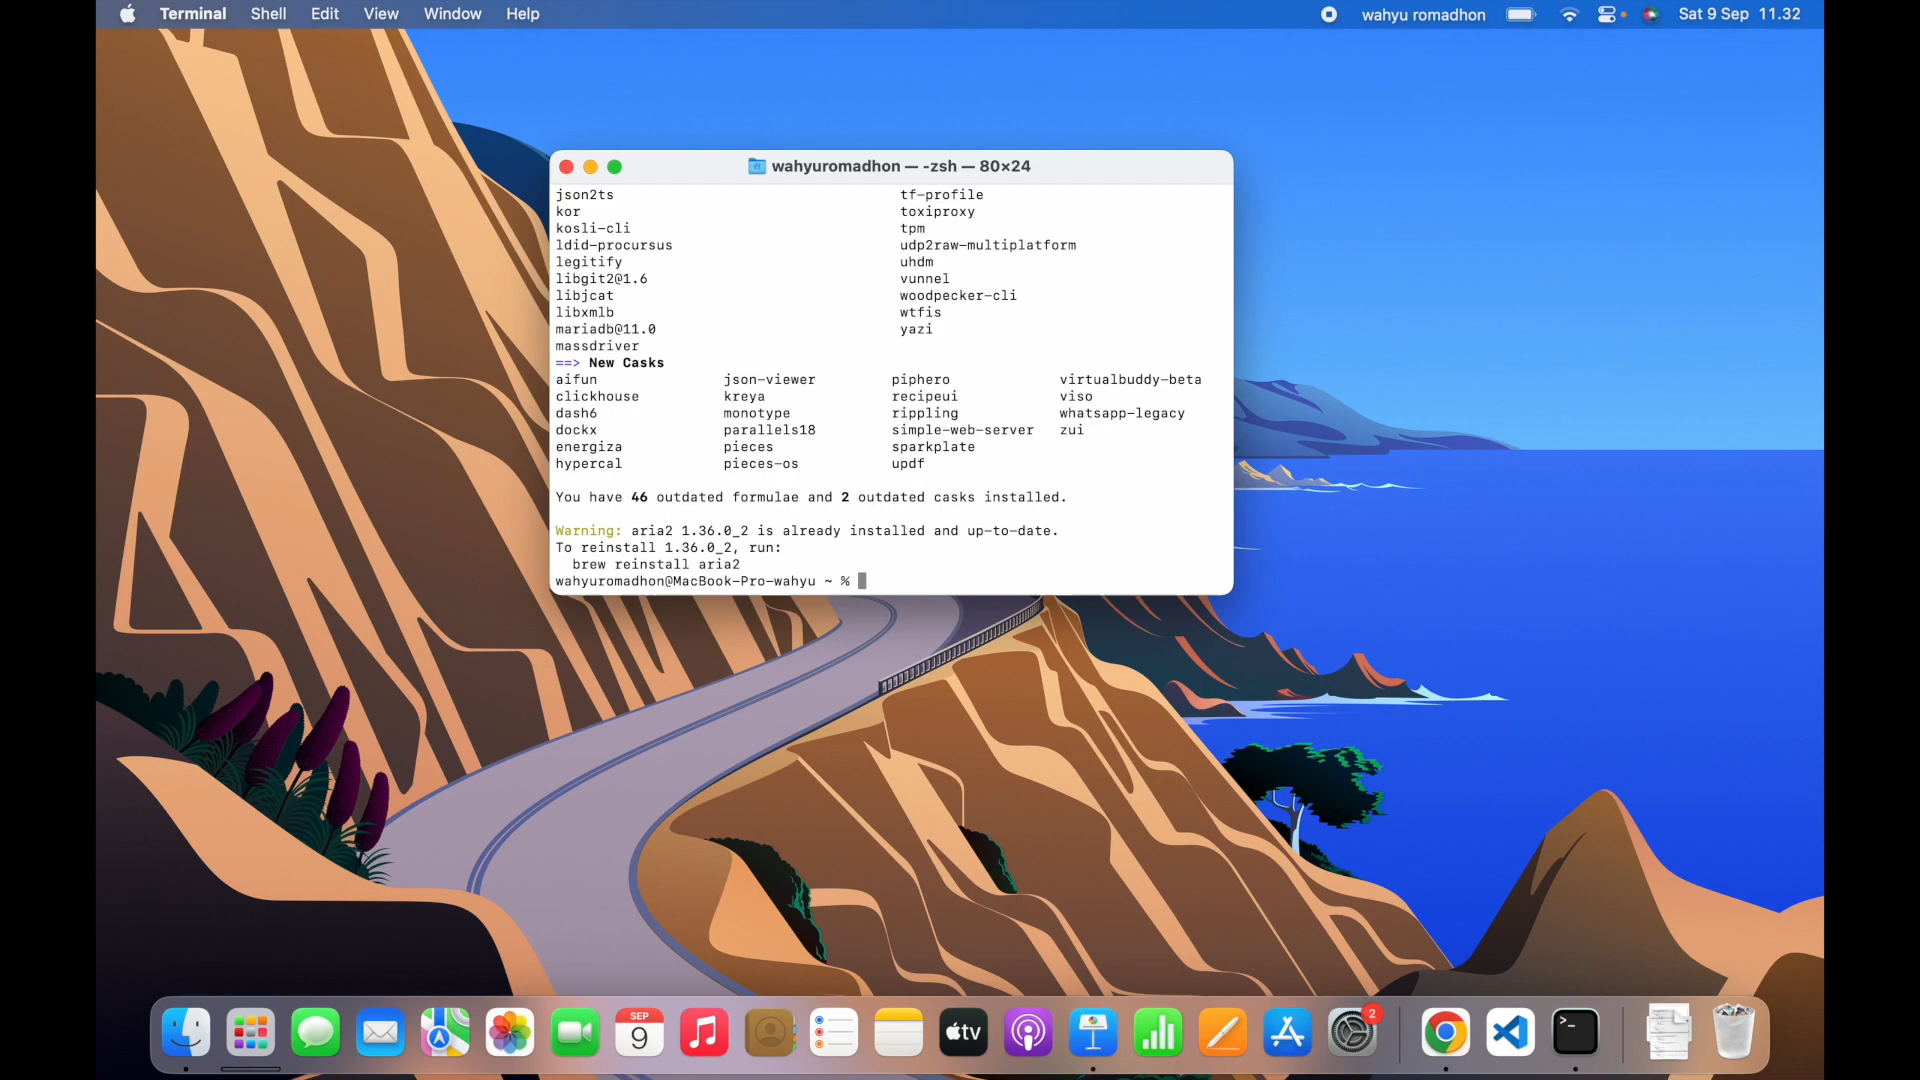 Terminal Shell Edit View Window Help wahyu romadhon Sat 9 Sep 11.32
wahyuromadhon — -zsh — 80×24
json2ts tf-profile
kor toxiproxy
kosli-cli tpm
ldid-procursus udp2raw-multiplatform
legitify uhdm
libgit2@1.6 vunnel
libjcat woodpecker-cli
libxmlb wtfis
mariadb@11.0 yazi
massdriver
==> New Casks
aifun json-viewer piphero virtualbuddy-beta
clickhouse kreya recipeui viso
dash6 monotype rippling whatsapp-legacy
dockx parallels18 simple-web-server zui
energiza pieces sparkplate
hypercal pieces-os updf
You have 46 outdated formulae and 2 outdated casks installed.
Warning: aria2 1.36.0_2 is already installed and up-to-date.
To reinstall 1.36.0_2, run:
brew reinstall aria2
wahyuromadhon@MacBook-Pro-wahyu ~ %
SEP
9
tv
2
>_